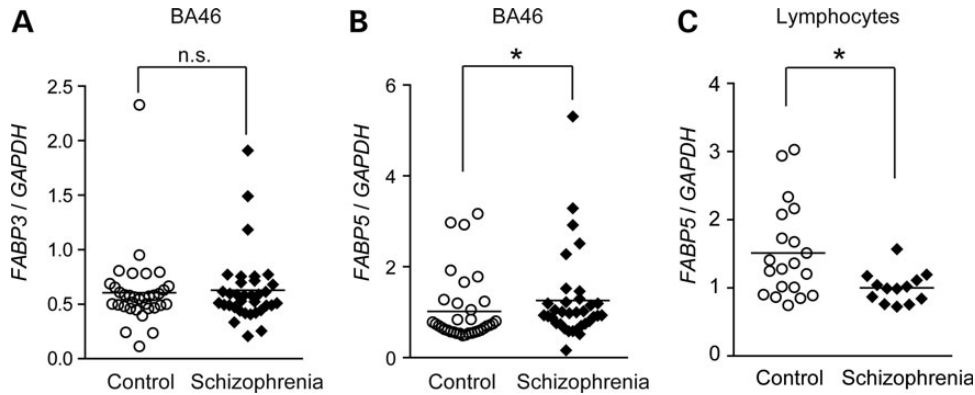 A
BA46
n.s.
FABP3 / GAPDH
2.5
2.0
1.5
1.0
0.5
0.0
Control
Schizophrenia
B
BA46
*
FABP5 / GAPDH
6
4
2
0
Control
Schizophrenia
C
Lymphocytes
*
FABP5 / GAPDH
4
3
2
1
0
Control
Schizophrenia